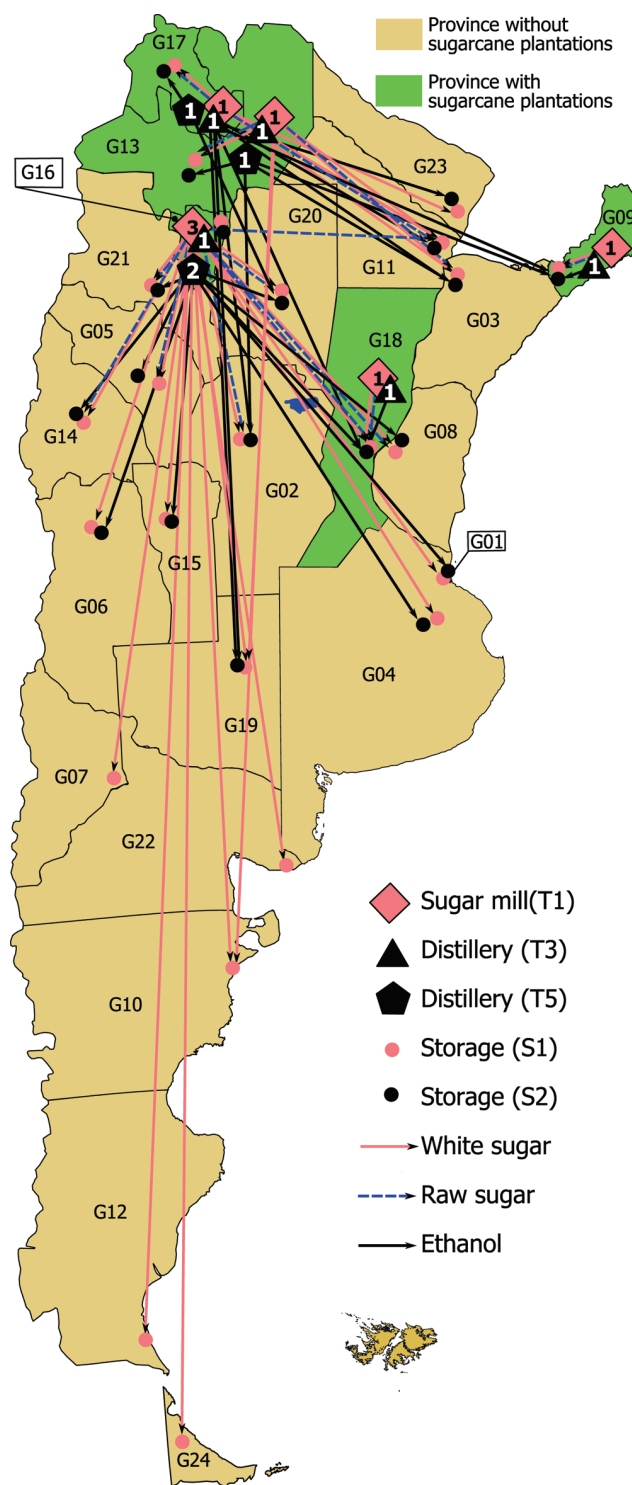 Province without
sugarcane plantations
Province with
sugarcane plantations
G17
1
1
1
1
1
1
G13
G16
G23
G20
G09
1
1
3
1
G21
G11
2
G03
G05
G18
1
1
G14
G08
G02
G01
G15
G06
G04
G19
G07
G22
Sugar mill(T1)
Distillery (T3)
Distillery (T5)
G10
Storage (S1)
Storage (S2)
White sugar
Raw sugar
G12
Ethanol
G24